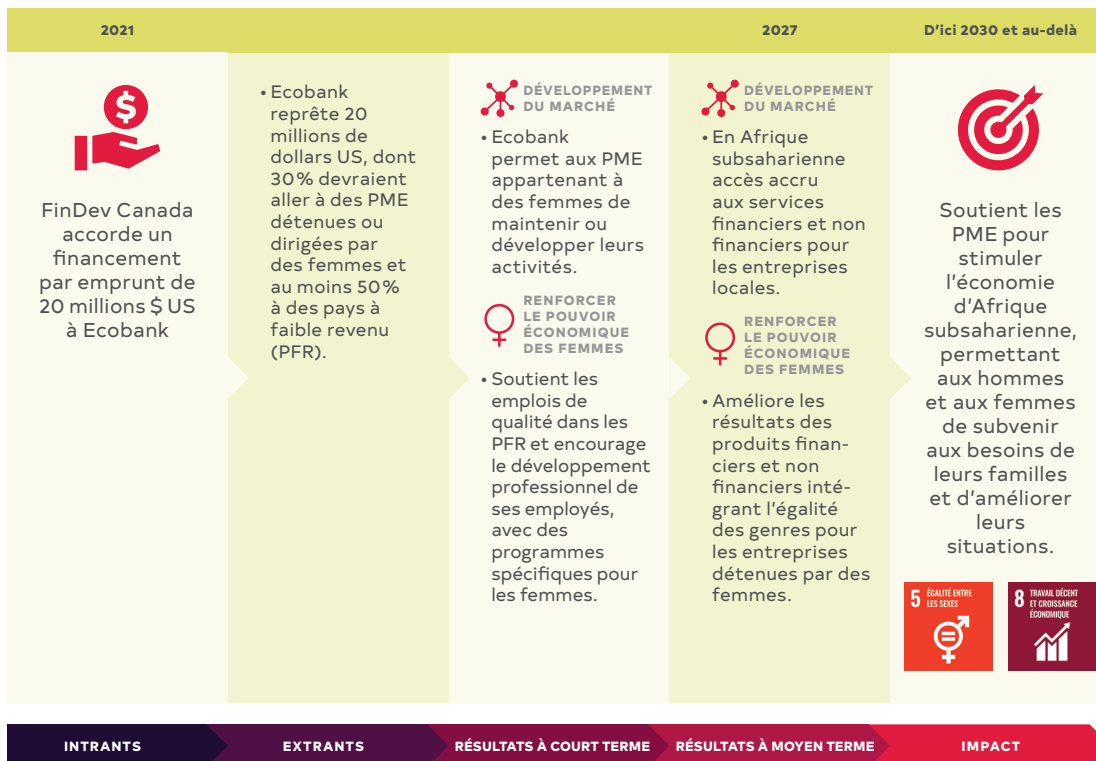 2021
2027
D'ici 2030 et au-delà
$
FinDev Canada
accorde un
financement
par emprunt de
20 millions $ US
à Ecobank
• Ecobank
reprête 20
millions de
dollars US, dont
30% devraient
aller à des PME
détenues ou
dirigées par
des femmes et
au moins 50%
à des pays à
faible revenu
(PFR).
DÉVELOPPEMENT
DU MARCHÉ
• Ecobank
permet aux PME
appartenant à
des femmes de
maintenir ou
développer leurs
activités.
RENFORCER
LE POUVOIR
ÉCONOMIQUE
DES FEMMES
• Soutient les
emplois de
qualité dans les
PFR et encourage
le développement
professionnel de
ses employés,
avec des
programmes
spécifiques pour
les femmes.
DÉVELOPPEMENT
DU MARCHÉ
• En Afrique
subsaharienne
accès accru
aux services
financiers et non
financiers pour
les entreprises
locales.
RENFORCER
LE POUVOIR
ÉCONOMIQUE
DES FEMMES
• Améliore les
résultats des
produits finan-
ciers et non
financiers inté-
grant l'égalité
des genres pour
les entreprises
détenues par des
femmes.
Soutient les
PME pour
stimuler
l'économie
d'Afrique
subsaharienne,
permettant
aux hommes
et aux femmes
de subvenir
aux besoins de
leurs familles
et d'améliorer
leurs
situations.
5 ÉGALITÉ ENTRE
LES SEXES
8 TRAVAIL DÉCENT
ET CROISSANCE
ÉCONOMIQUE
INTRANTS
EXTRANTS
RÉSULTATS À COURT TERME
RÉSULTATS À MOYEN TERME
IMPACT